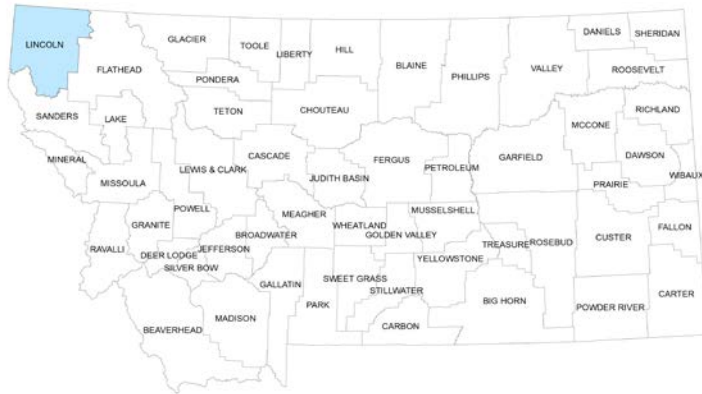 LINCOLN
FLATHEAD
GLACIER
TOOLE
LIBERTY
HILL
BLAINE
PHILLIPS
VALLEY
DANIELS
SHERIDAN
ROOSEVELT
PONDERA
TETON
CHOUTEAU
SANDERS
LAKE
RICHLAND
MCCONE
DAWSON
WIBAUX
MINERAL
MISSOULA
LEWIS & CLARK
CASCADE
JUDITH BASIN
FERGUS
PETROLEUM
GARFIELD
PRAIRIE
POWELL
GRANITE
RAVALLI
DEER LODGE
SILVER BOW
JEFFERSON
BROADWATER
MEAGHER
WHEATLAND
GOLDEN VALLEY
MUSSELSHELL
TREASURE
ROSEBUD
CUSTER
FALLON
YELLOWSTONE
SWEET GRASS
STILLWATER
GALLATIN
PARK
CARBON
BIG HORN
POWDER RIVER
CARTER
MADISON
BEAVERHEAD